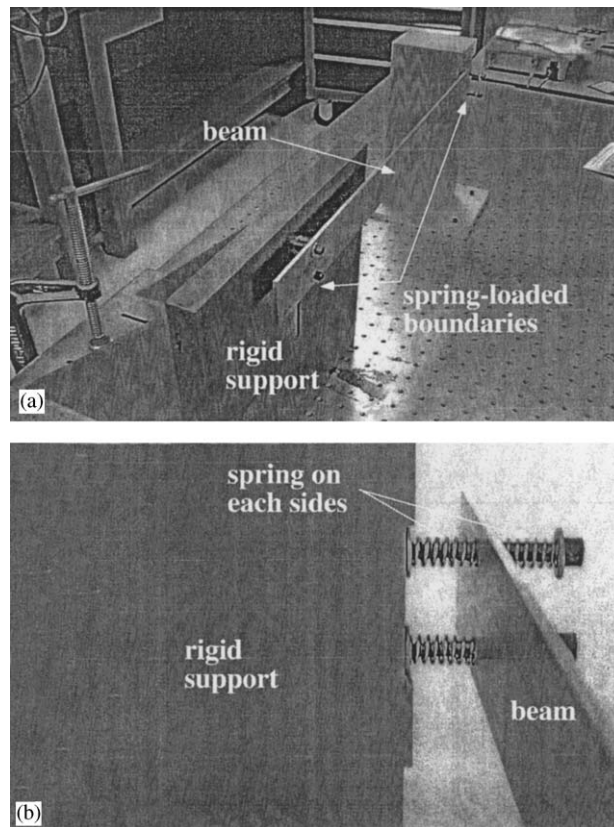 beam
spring-loaded
boundaries
rigid
support
(a)
spring on
each sides
rigid
support
beam
(b)